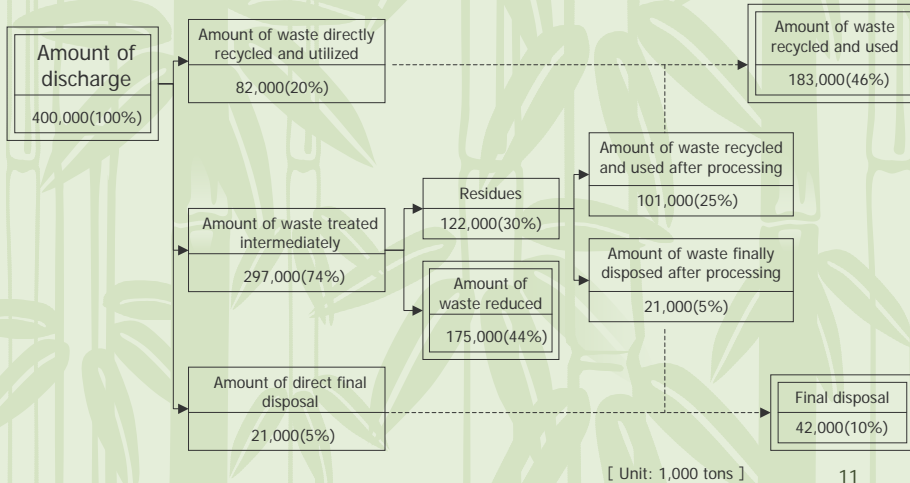 Amount of
discharge
400,000(100%)
Amount of waste directly
recycled and utilized
82,000(20%)
Amount of waste
recycled and used
183,000(46%)
Amount of waste recycled
and used after processing
101,000(25%)
Residues
122,000(30%)
Amount of waste treated
intermediately
297,000(74%)
Amount of waste finally
disposed after processing
21,000(5%)
Amount of
waste reduced
175,000(44%)
Amount of direct final
disposal
21,000(5%)
Final disposal
42,000(10%)
[ Unit: 1,000 tons ]
11